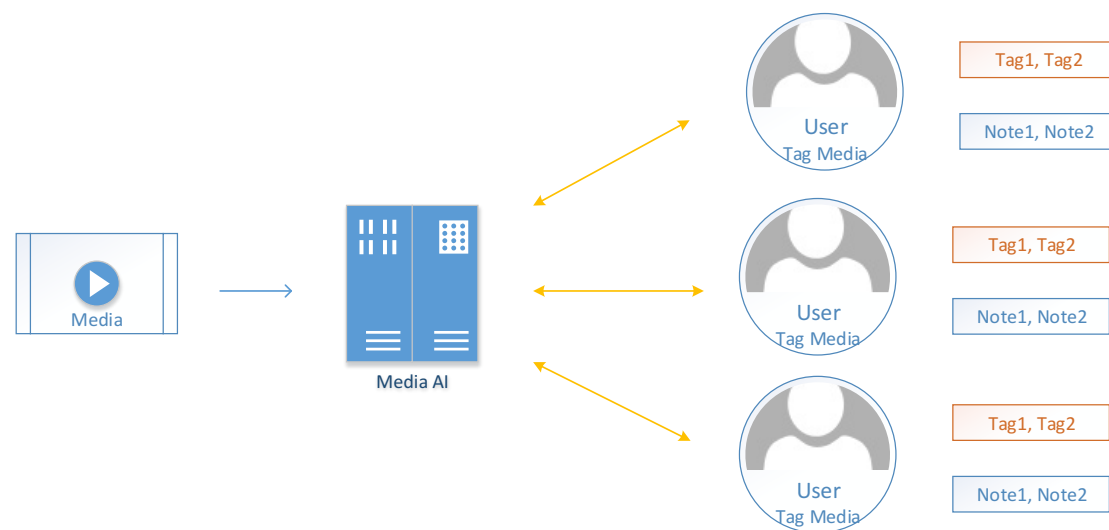 Media
Media AI
User
Tag Media
Tag1, Tag2
Note1, Note2
User
Tag Media
Tag1, Tag2
Note1, Note2
User
Tag Media
Tag1, Tag2
Note1, Note2